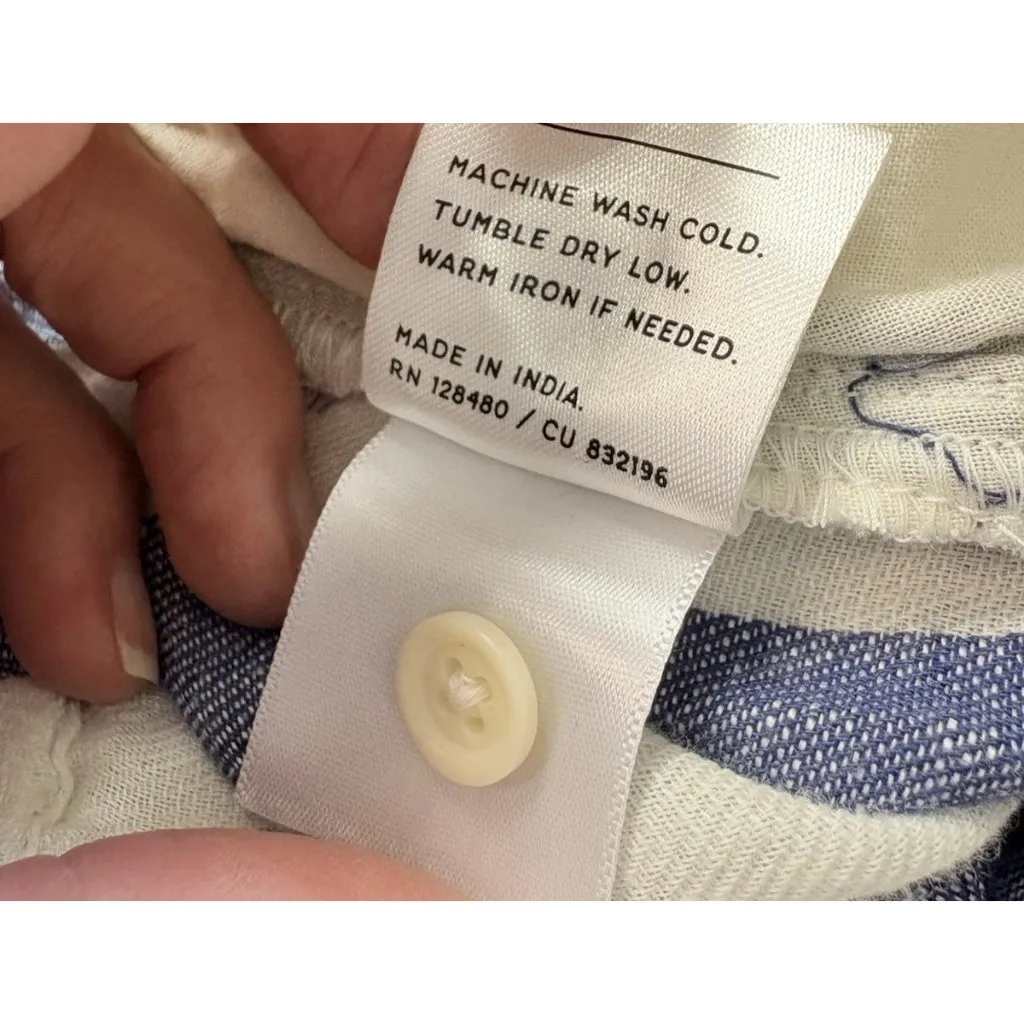 MACHINE WASH COLD.
TUMBLE DRY LOW.
WARM IRON IF NEEDED.
MADE IN INDIA.
RN 128480 / CU 832196